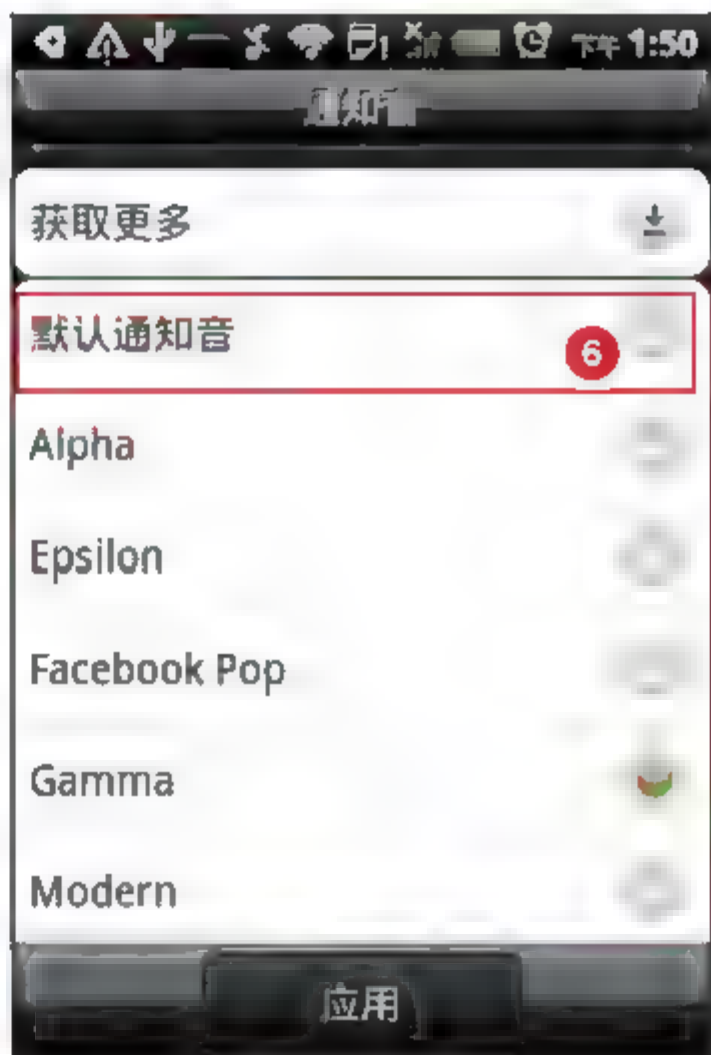 下午 1:50
通知音
获取更多
默认通知音
6
Alpha
Epsilon
Facebook Pop
Gamma
Modern
应用